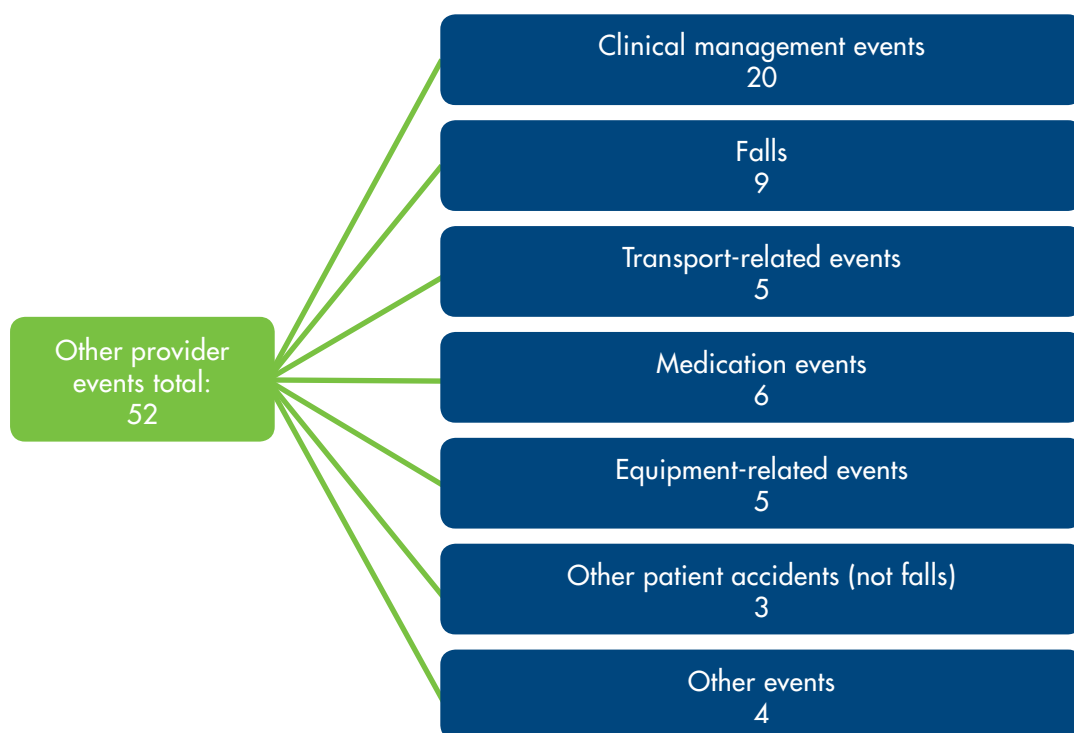 Other provider
events total:
52
Clinical management events
20
Falls
9
Transport-related events
5
Medication events
6
Equipment-related events
5
Other patient accidents (not falls)
3
Other events
4